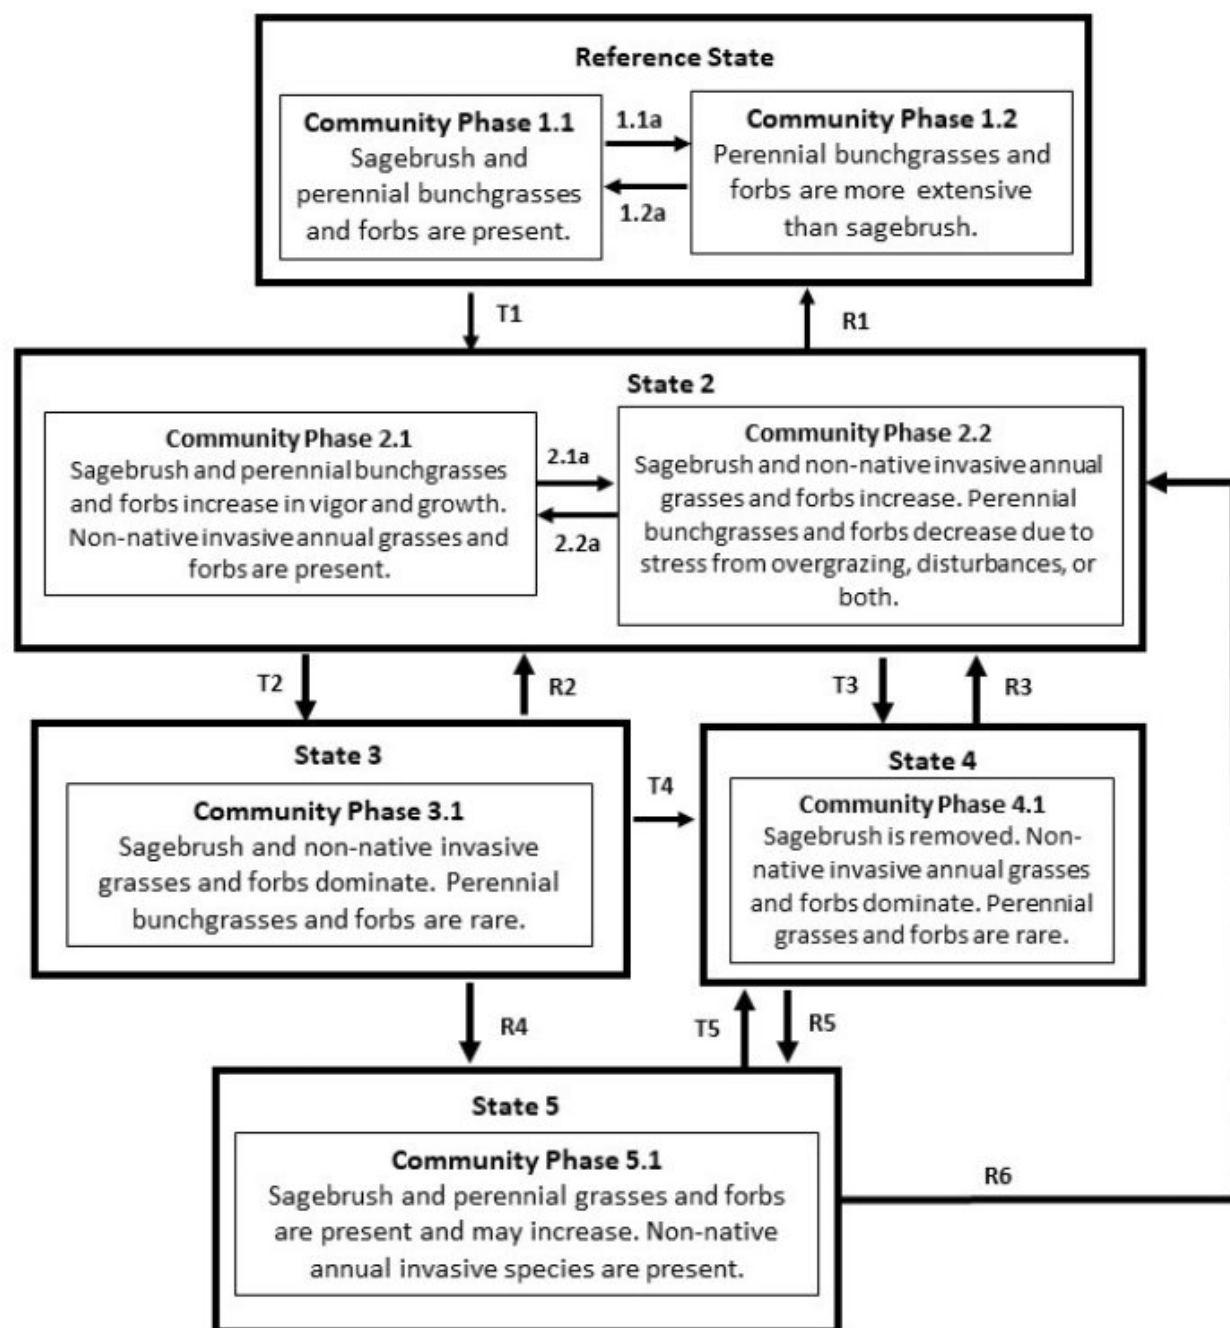 Reference State
Community Phase 1.1
Sagebrush and
perennial bunchgrasses
and forbs are present.
1.1a
1.2a
Community Phase 1.2
Perennial bunchgrasses and
forbs are more extensive
than sagebrush.
T1
R1
State 2
Community Phase 2.1
Sagebrush and perennial bunchgrasses
and forbs increase in vigor and growth.
Non-native invasive annual grasses and
forbs are present.
2.1a
2.2a
Community Phase 2.2
Sagebrush and non-native invasive annual
grasses and forbs increase. Perennial
bunchgrasses and forbs decrease due to
stress from overgrazing, disturbances, or
both.
T2
R2
T3
R3
State 3
Community Phase 3.1
Sagebrush and non-native invasive
grasses and forbs dominate. Perennial
bunchgrasses and forbs are rare.
T4
State 4
Community Phase 4.1
Sagebrush is removed. Non-
native invasive annual grasses
and forbs dominate. Perennial
grasses and forbs are rare.
R4
T5
R5
State 5
Community Phase 5.1
Sagebrush and perennial grasses and forbs
are present and may increase. Non-native
annual invasive species are present.
R6